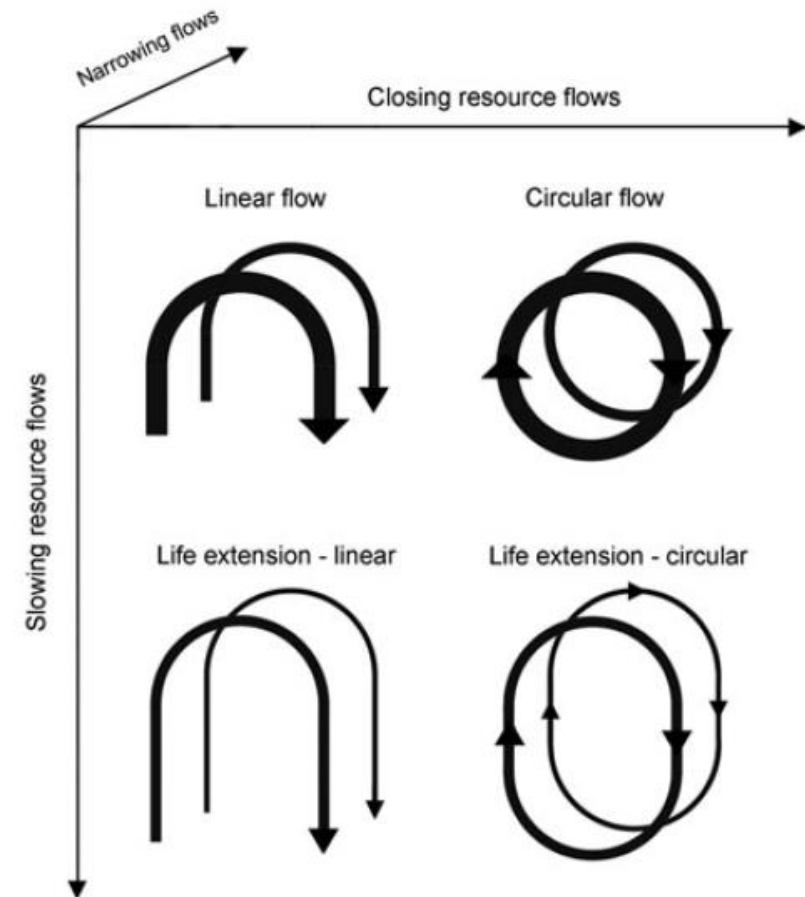 Narrowing flows
Closing resource flows
Linear flow
Circular flow
Slowing resource flows
Life extension - linear
Life extension - circular